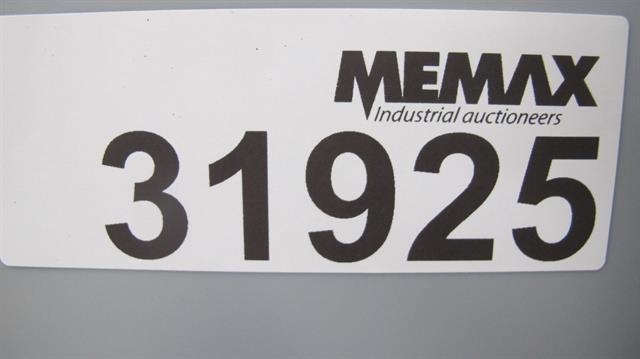 MEMAX
Industrial auctioneers
31925